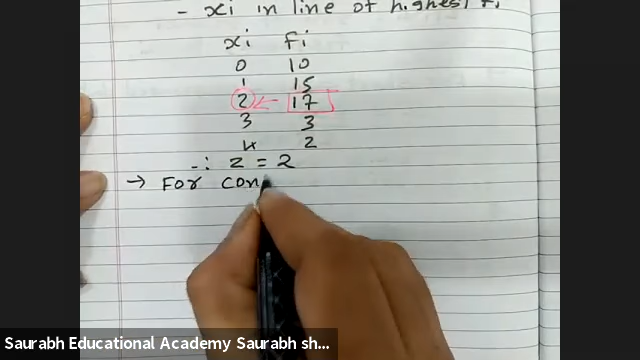 - xi in line of highest fi
xi fi
0 10
1 15
2 ← 17
3 3
4 2
∴ z = 2
→ For con
Saurabh Educational Academy Saurabh sh...